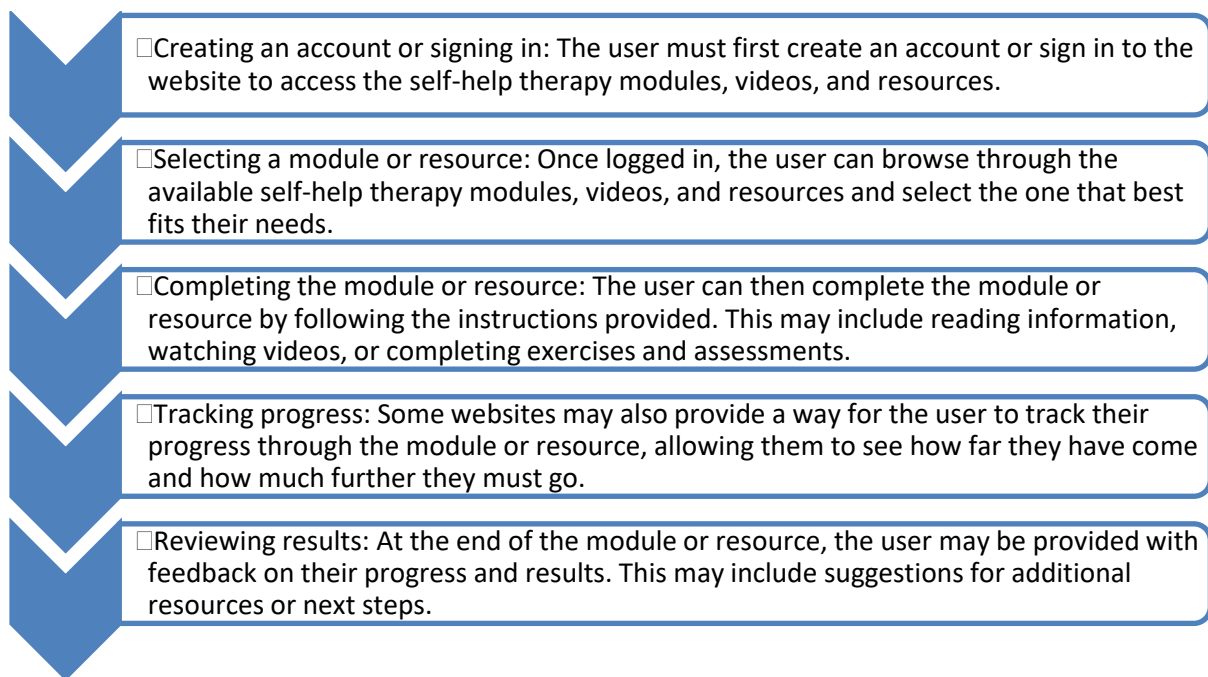 □Creating an account or signing in: The user must first create an account or sign in to the
website to access the self-help therapy modules, videos, and resources.
□Selecting a module or resource: Once logged in, the user can browse through the
available self-help therapy modules, videos, and resources and select the one that best
fits their needs.
□Completing the module or resource: The user can then complete the module or
resource by following the instructions provided. This may include reading information,
watching videos, or completing exercises and assessments.
□Tracking progress: Some websites may also provide a way for the user to track their
progress through the module or resource, allowing them to see how far they have come
and how much further they must go.
□Reviewing results: At the end of the module or resource, the user may be provided with
feedback on their progress and results. This may include suggestions for additional
resources or next steps.